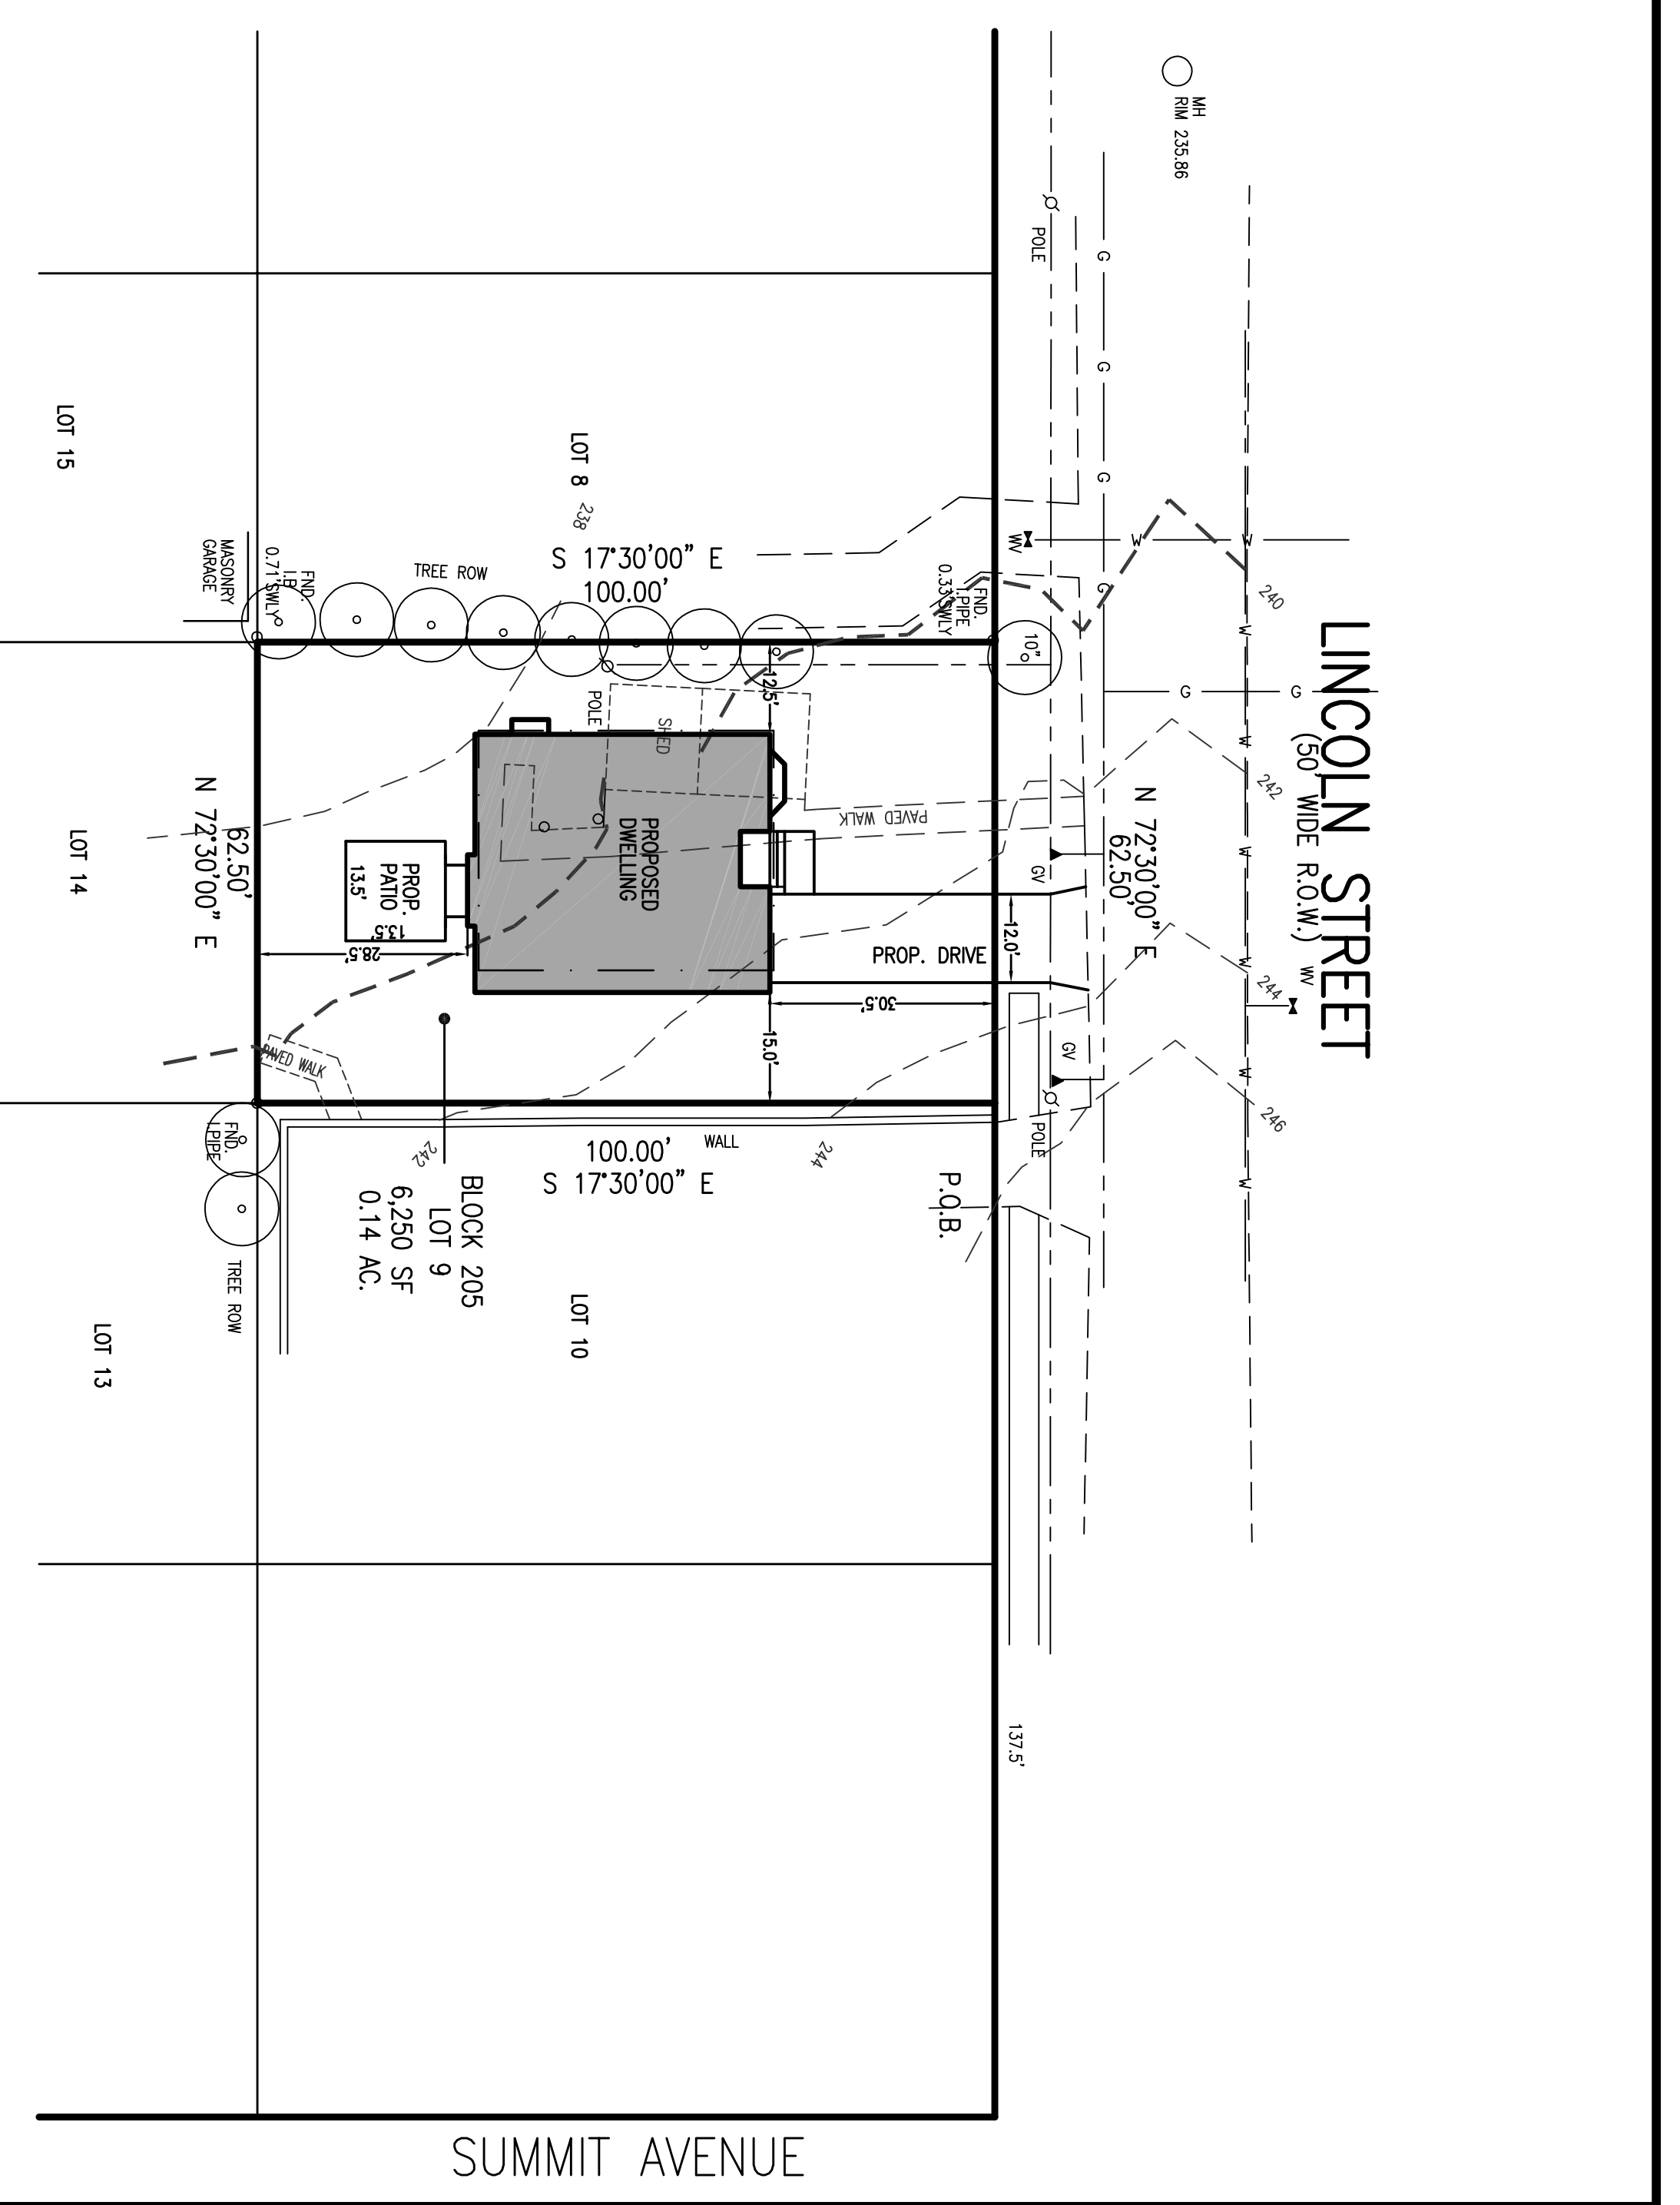 LINCOLN STREET
(50' WIDE R.O.W.)
MH
RIM 235.86
POLE
G
G
G
G
G
G
W
W
W
W
W
W
W
W
W
WV
WV
240
242
244
246
N 72°30'00" E
62.50'
GV
GV
POLE
10"
FND.
I.PIPE
0.33'SWLY
12.0'
PROP. DRIVE
30.5'
PAVED WALK
P.O.B.
137.5'
LOT 8
238
S 17°30'00" E
100.00'
TREE ROW
FND.
I.B.
0.71'SWLY
MASONRY
GARAGE
12.5'
SHED
POLE
PROPOSED
DWELLING
PROP.
PATIO
13.5'
13.5'
28.5'
15.0'
PAVED WALK
N 72°30'00" E
62.50'
WALL
100.00'
S 17°30'00" E
244
242
BLOCK 205
LOT 9
6,250 SF
0.14 AC.
LOT 10
FND.
I.PIPE
TREE ROW
LOT 15
LOT 14
LOT 13
SUMMIT AVENUE